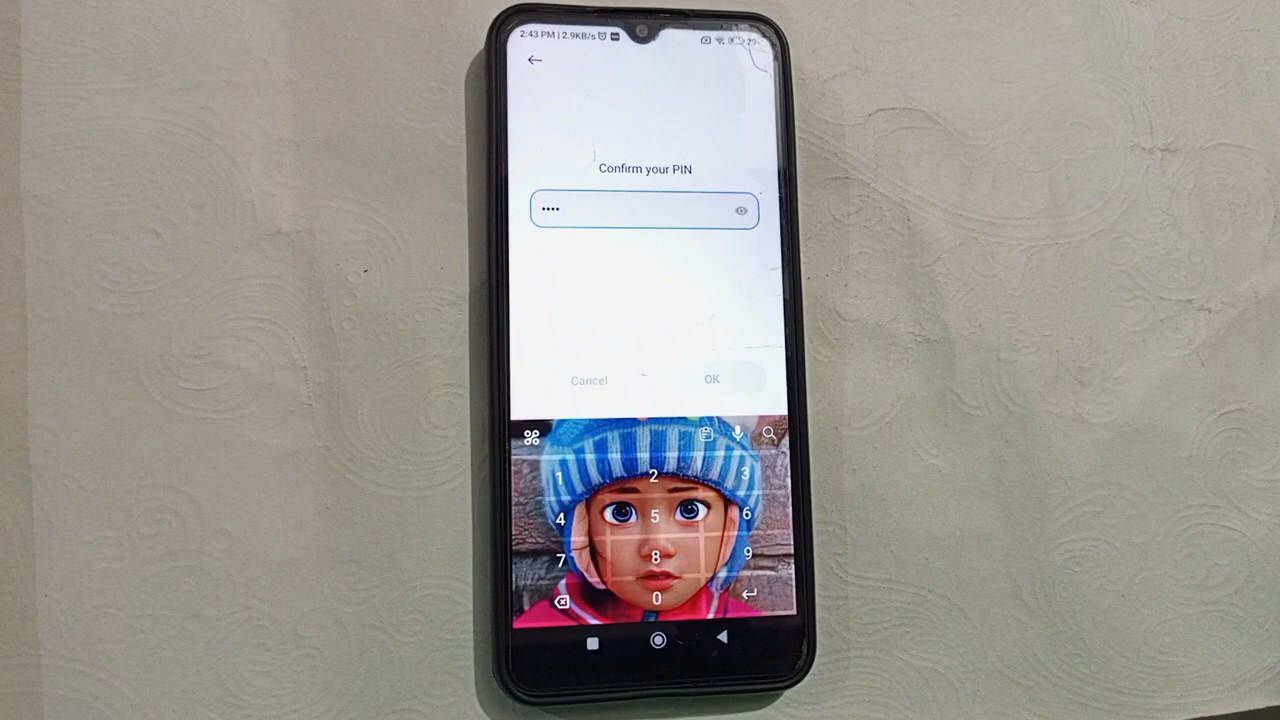 2:43 PM | 2.9KB/s
29
Confirm your PIN
••••
Cancel
OK
1 2 3
4 5 6
7 8 9
0